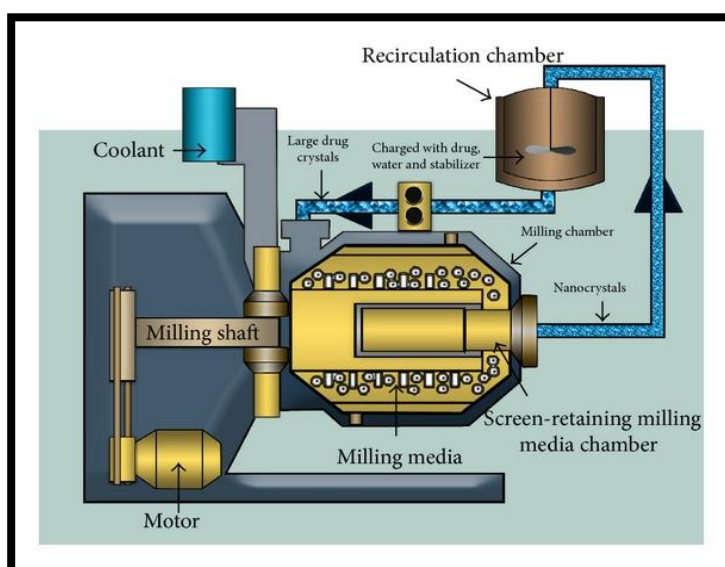 Recirculation chamber
Coolant
Large drug
crystals
Charged with drug,
water and stabilizer
Milling chamber
Nanocrystals
Milling shaft
Screen-retaining milling
media chamber
Milling media
Motor